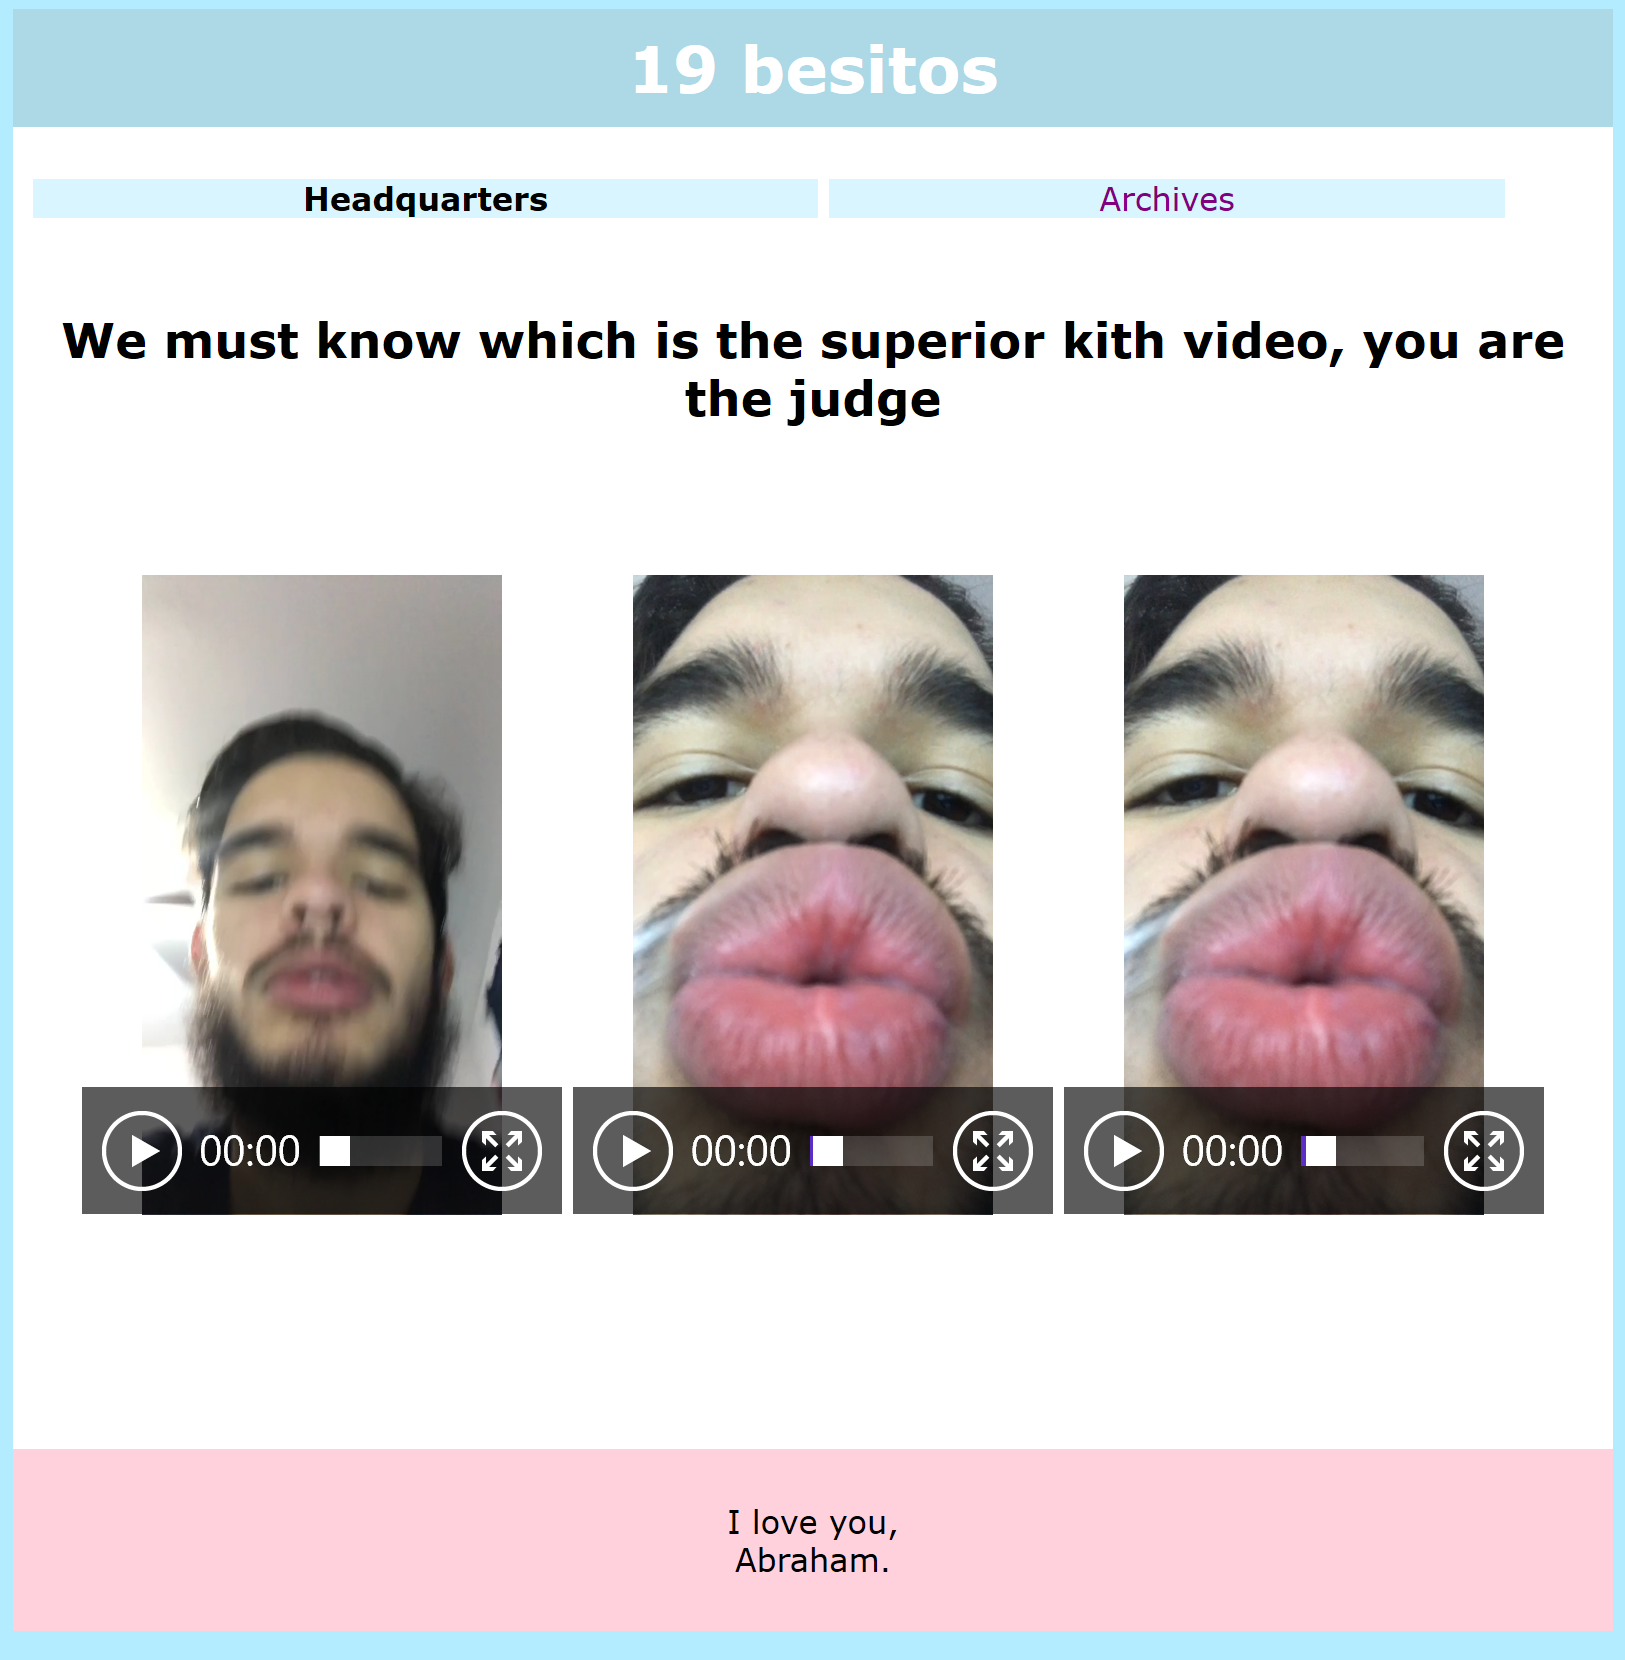 19 besitos
Headquarters
Archives
We must know which is the superior kith video, you are
the judge
00:00
00:00
00:00
I love you,
Abraham.